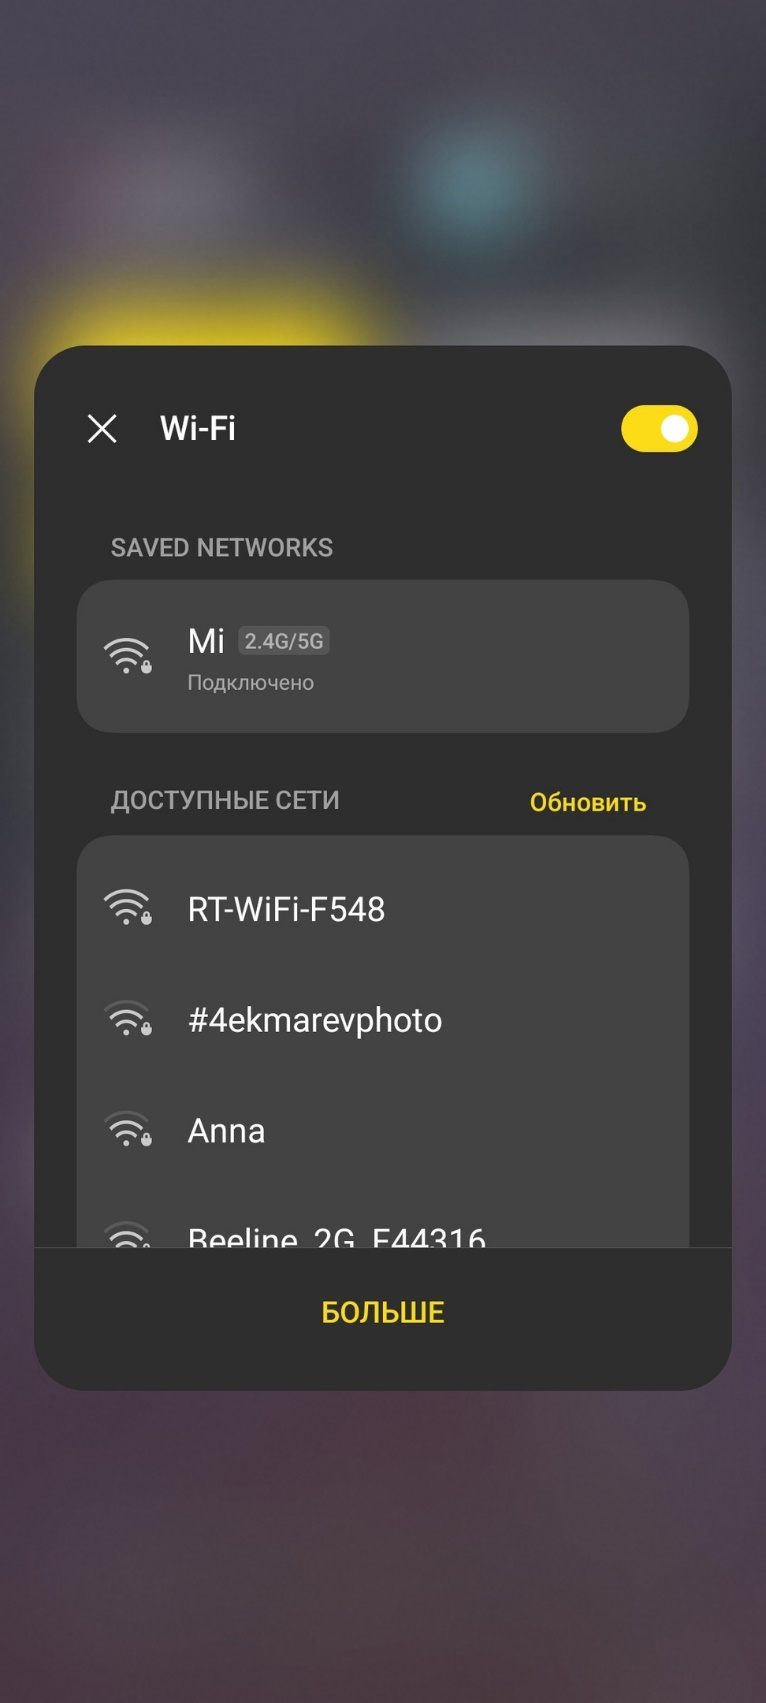 Wi-Fi
SAVED NETWORKS
Mi 2.4G/5G
Подключено
ДОСТУПНЫЕ СЕТИ Обновить
RT-WiFi-F548
#4ekmarevphoto
Anna
Beeline_2G_F44316
БОЛЬШЕ